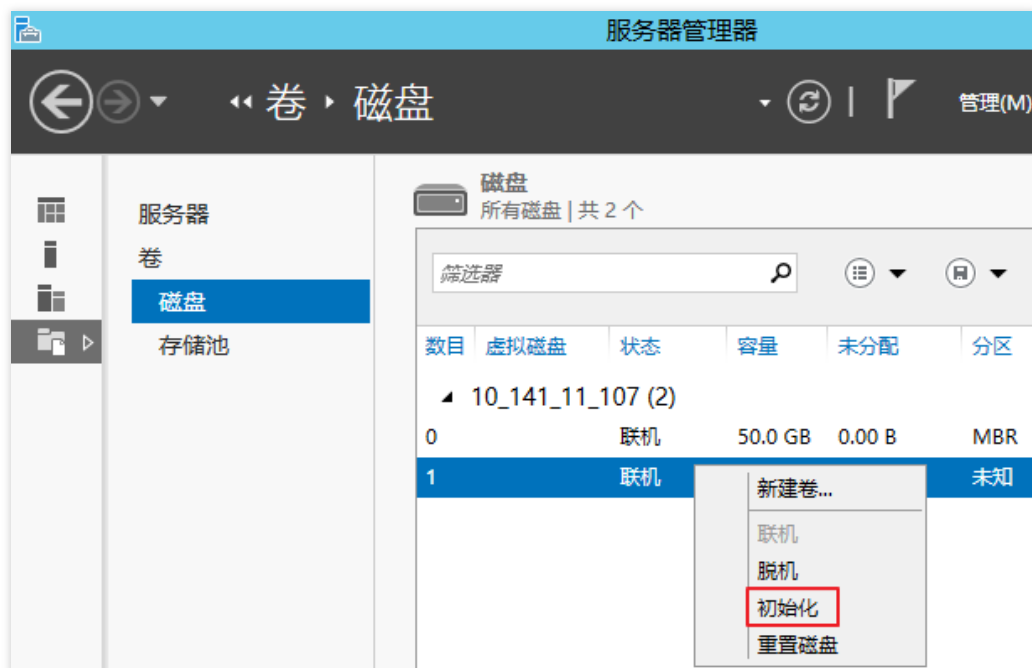 服务器管理器
卷 磁盘 管理(M)
磁盘
所有磁盘 | 共 2 个
服务器
卷
磁盘
存储池
筛选器
数目 虚拟磁盘 状态 容量 未分配 分区
10_141_11_107 (2)
0 联机 50.0 GB 0.00 B MBR
1 联机 未知
新建卷...
联机
脱机
初始化
重置磁盘